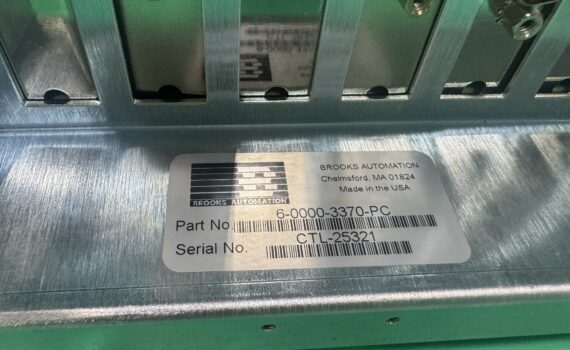 BROOKS AUTOMATION
BROOKS AUTOMATION
Chelmsford, MA 01824
Made in the USA
Part No. 6-0000-3370-PC
Serial No. CTL-25321